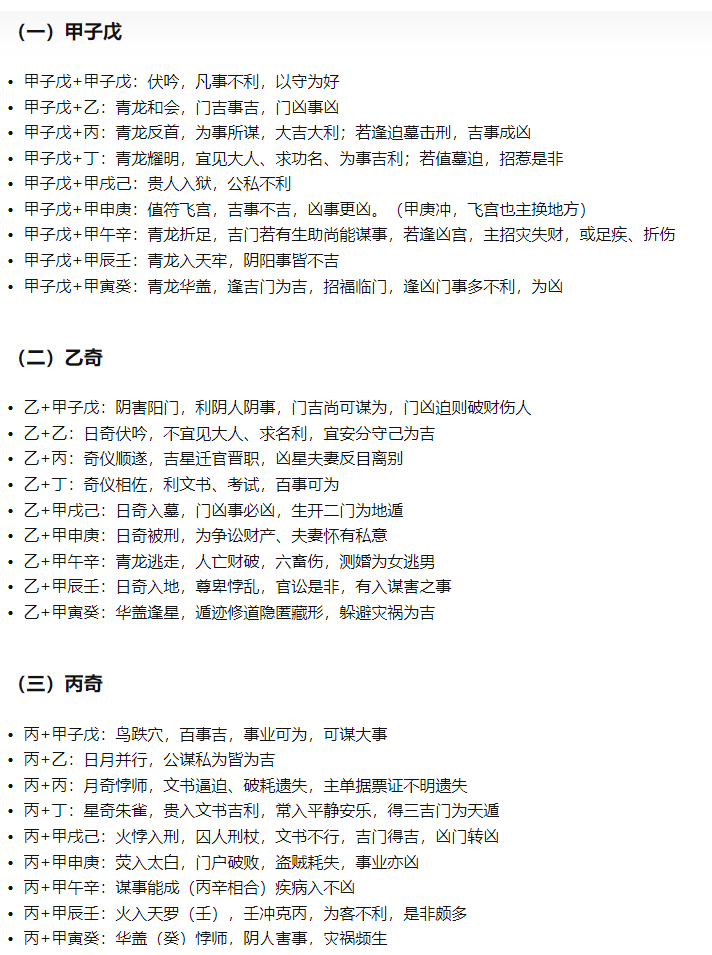 （一）甲子戊
• 甲子戊+甲子戊：伏吟，凡事不利，以守为好
• 甲子戊+乙：青龙和会，门吉事吉，门凶事凶
• 甲子戊+丙：青龙反首，为事所谋，大吉大利；若逢迫墓击刑，吉事成凶
• 甲子戊+丁：青龙耀明，宜见大人、求功名、为事吉利；若值墓迫，招惹是非
• 甲子戊+甲戌己：贵人入狱，公私不利
• 甲子戊+甲申庚：值符飞宫，吉事不吉，凶事更凶。（甲庚冲，飞宫也主换地方）
• 甲子戊+甲午辛：青龙折足，吉门若有生助尚能谋事，若逢凶宫，主招灾失财，或足疾、折伤
• 甲子戊+甲辰壬：青龙入天牢，阴阳事皆不吉
• 甲子戊+甲寅癸：青龙华盖，逢吉门为吉，招福临门，逢凶门事多不利，为凶
（二）乙奇
• 乙+甲子戊：阴害阳门，利阴人阴事，门吉尚可谋为，门凶迫则破财伤人
• 乙+乙：日奇伏吟，不宜见大人、求名利，宜安分守己为吉
• 乙+丙：奇仪顺遂，吉星迁官晋职，凶星夫妻反目离别
• 乙+丁：奇仪相佐，利文书、考试，百事可为
• 乙+甲戌己：日奇入墓，门凶事必凶，生开二门为地遁
• 乙+甲申庚：日奇被刑，为争讼财产、夫妻怀有私意
• 乙+甲午辛：青龙逃走，人亡财破，六畜伤，测婚为女逃男
• 乙+甲辰壬：日奇入地，尊卑悖乱，官讼是非，有入谋害之事
• 乙+甲寅癸：华盖逢星，遁迹修道隐匿藏形，躲避灾祸为吉
（三）丙奇
• 丙+甲子戊：鸟跌穴，百事吉，事业可为，可谋大事
• 丙+乙：日月并行，公谋私为皆为吉
• 丙+丙：月奇悖师，文书逼迫、破耗遗失，主单据票证不明遗失
• 丙+丁：星奇朱雀，贵入文书吉利，常入平静安乐，得三吉门为天遁
• 丙+甲戌己：火悖入刑，囚人刑杖，文书不行，吉门得吉，凶门转凶
• 丙+甲申庚：荧入太白，门户破败，盗贼耗失，事业亦凶
• 丙+甲午辛：谋事能成（丙辛相合）疾病入不凶
• 丙+甲辰壬：火入天罗（壬），壬冲克丙，为客不利，是非颇多
• 丙+甲寅癸：华盖（癸）悖师，阴人害事，灾祸频生